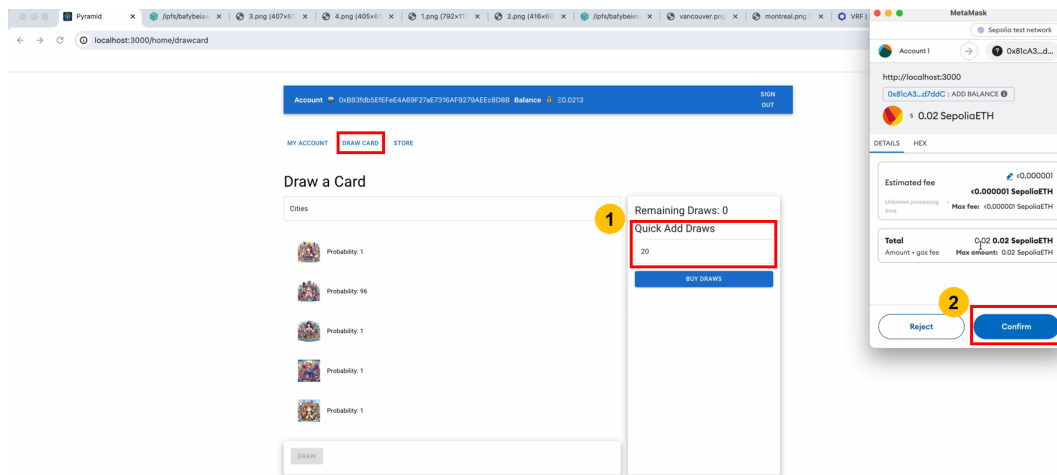 Pyramid
/ipfs/bafybeiaw
3.png (407×61
4.png (405×61
1.png (792×11
2.png (416×60
/ipfs/bafybeiet
vancouver.png
montreal.png (
VRF |
MetaMask
localhost:3000/home/drawcard
Sepolia test network
Account 1
0x81cA3...d...
http://localhost:3000
0x81cA3...d7ddC : ADD BALANCE
0.02 SepoliaETH
DETAILS HEX
Estimated fee
<0.000001
<0.000001 SepoliaETH
Unknown processing time
Max fee: <0.000001 SepoliaETH
Total
0.02 0.02 SepoliaETH
Amount + gas fee
Max amount: 0.02 SepoliaETH
2
Reject
Confirm
Account 0xB83fdb5EfEFeE4A69F27aE7316AF9279AEEc8D8B Balance Ξ0.0213
SIGN OUT
MY ACCOUNT DRAW CARD STORE
Draw a Card
Cities
Probability: 1
Probability: 96
Probability: 1
Probability: 1
Probability: 1
DRAW
1
Remaining Draws: 0
Quick Add Draws
20
BUY DRAWS